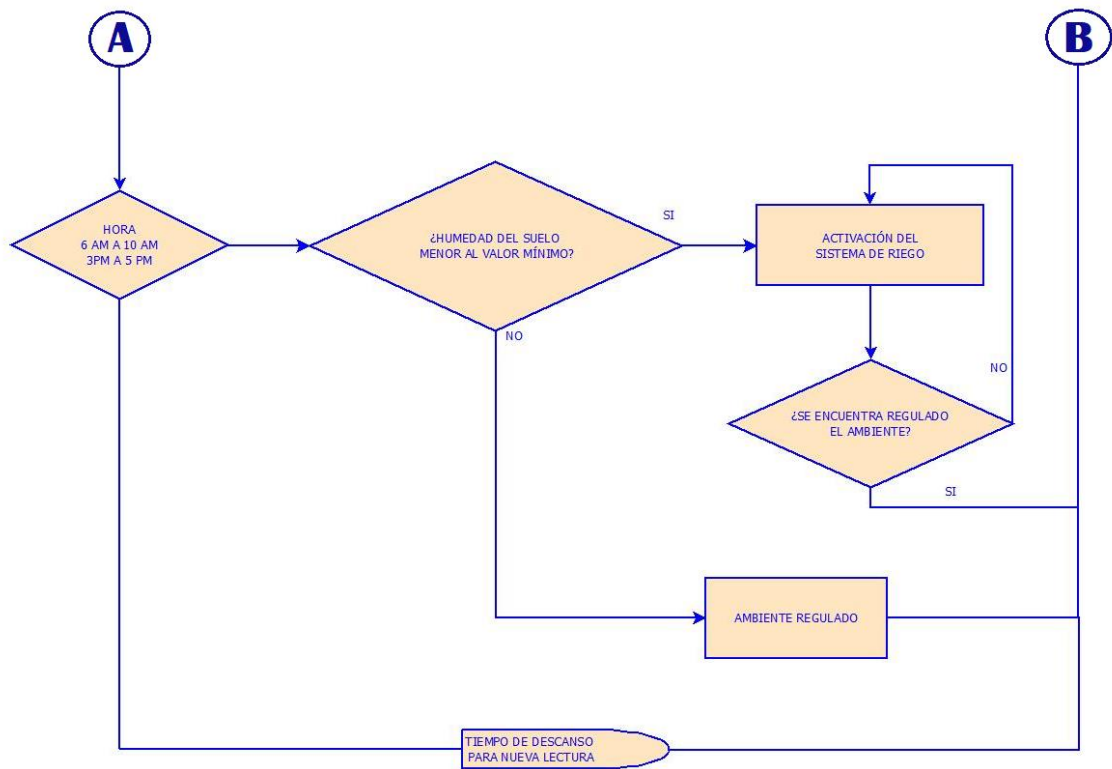 A
B
HORA
6 AM A 10 AM
3PM A 5 PM
¿HUMEDAD DEL SUELO
MENOR AL VALOR MÍNIMO?
SI
ACTIVACIÓN DEL
SISTEMA DE RIEGO
NO
NO
¿SE ENCUENTRA REGULADO
EL AMBIENTE?
SI
AMBIENTE REGULADO
TIEMPO DE DESCANSO
PARA NUEVA LECTURA